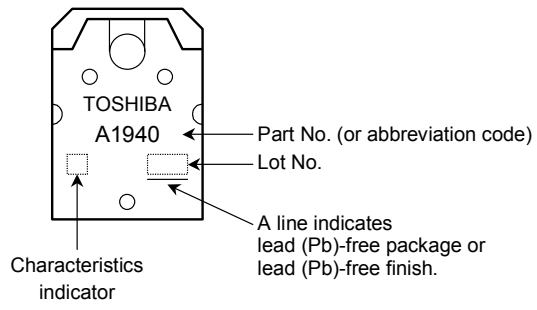 TOSHIBA
A1940
Part No. (or abbreviation code)
Lot No.
A line indicates
lead (Pb)-free package or
lead (Pb)-free finish.
Characteristics
indicator